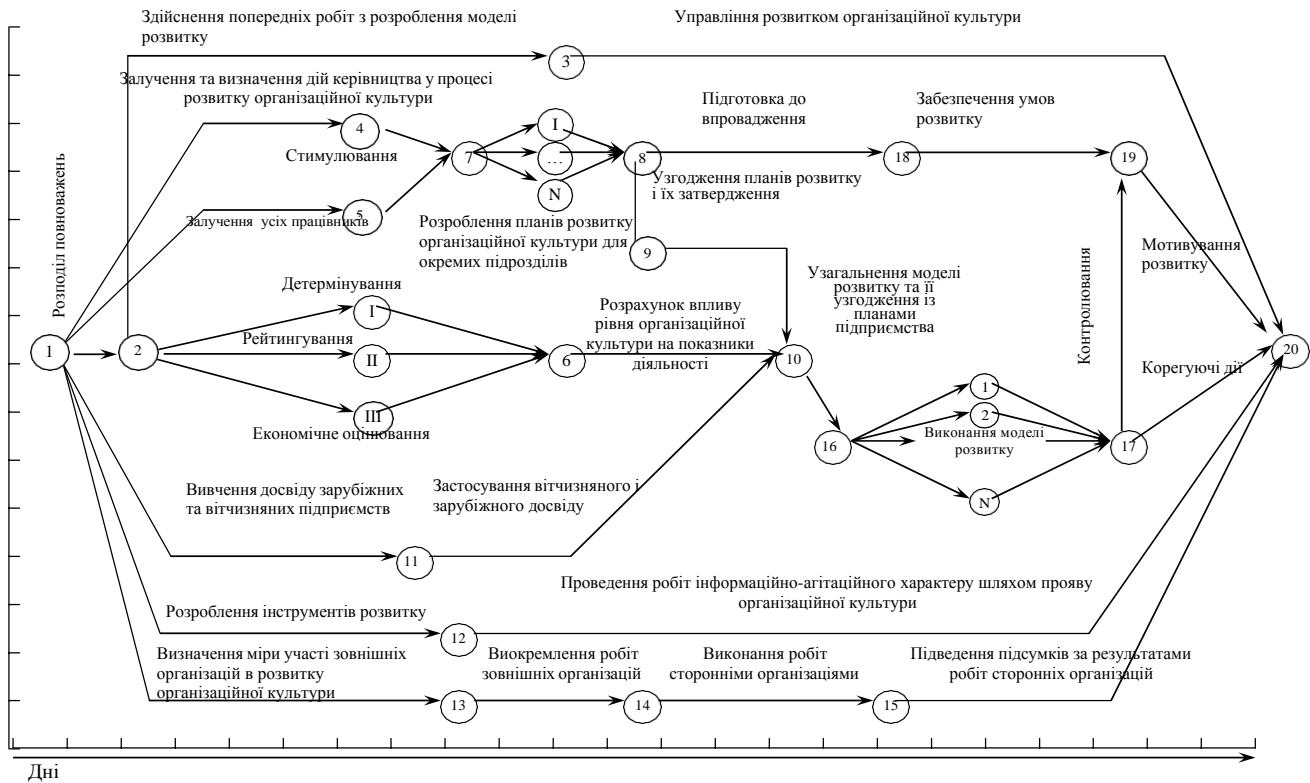 Здійснення попередніх робіт з розроблення моделі
розвитку
Управління розвитком організаційної культури
3
Залучення та визначення дій керівництва у процесі
розвитку організаційної культури
Підготовка до
впровадження
Забезпечення умов
розвитку
4
I
Стимулювання
7
...
8
18
19
N
Узгодження планів розвитку
і їх затвердження
Розподіл повноважень
Залучення усіх працівників
5
Розроблення планів розвитку
організаційної культури для
окремих підрозділів
9
Мотивування
розвитку
Контролювання
Узагальнення моделі
розвитку та її
узгодження із
планами
підприємства
Детермінування
I
Розрахунок впливу
рівня організаційної
культури на показники
діяльності
Рейтингування
1
2
II
6
10
20
Корегуючі дії
III
Економічне оцінювання
1
2
16
Виконання моделі
розвитку
17
N
Вивчення досвіду зарубіжних
та вітчизняних підприємств
Застосування вітчизняного і
зарубіжного досвіду
11
Проведення робіт інформаційно-агітаційного характеру шляхом прояву
організаційної культури
Розроблення інструментів розвитку
12
Визначення міри участі зовнішніх
організацій в розвитку
організаційної культури
Виокремлення робіт
зовнішніх організацій
Виконання робіт
сторонніми організаціями
Підведення підсумків за результатами
робіт сторонніх організацій
13
14
15
Дні